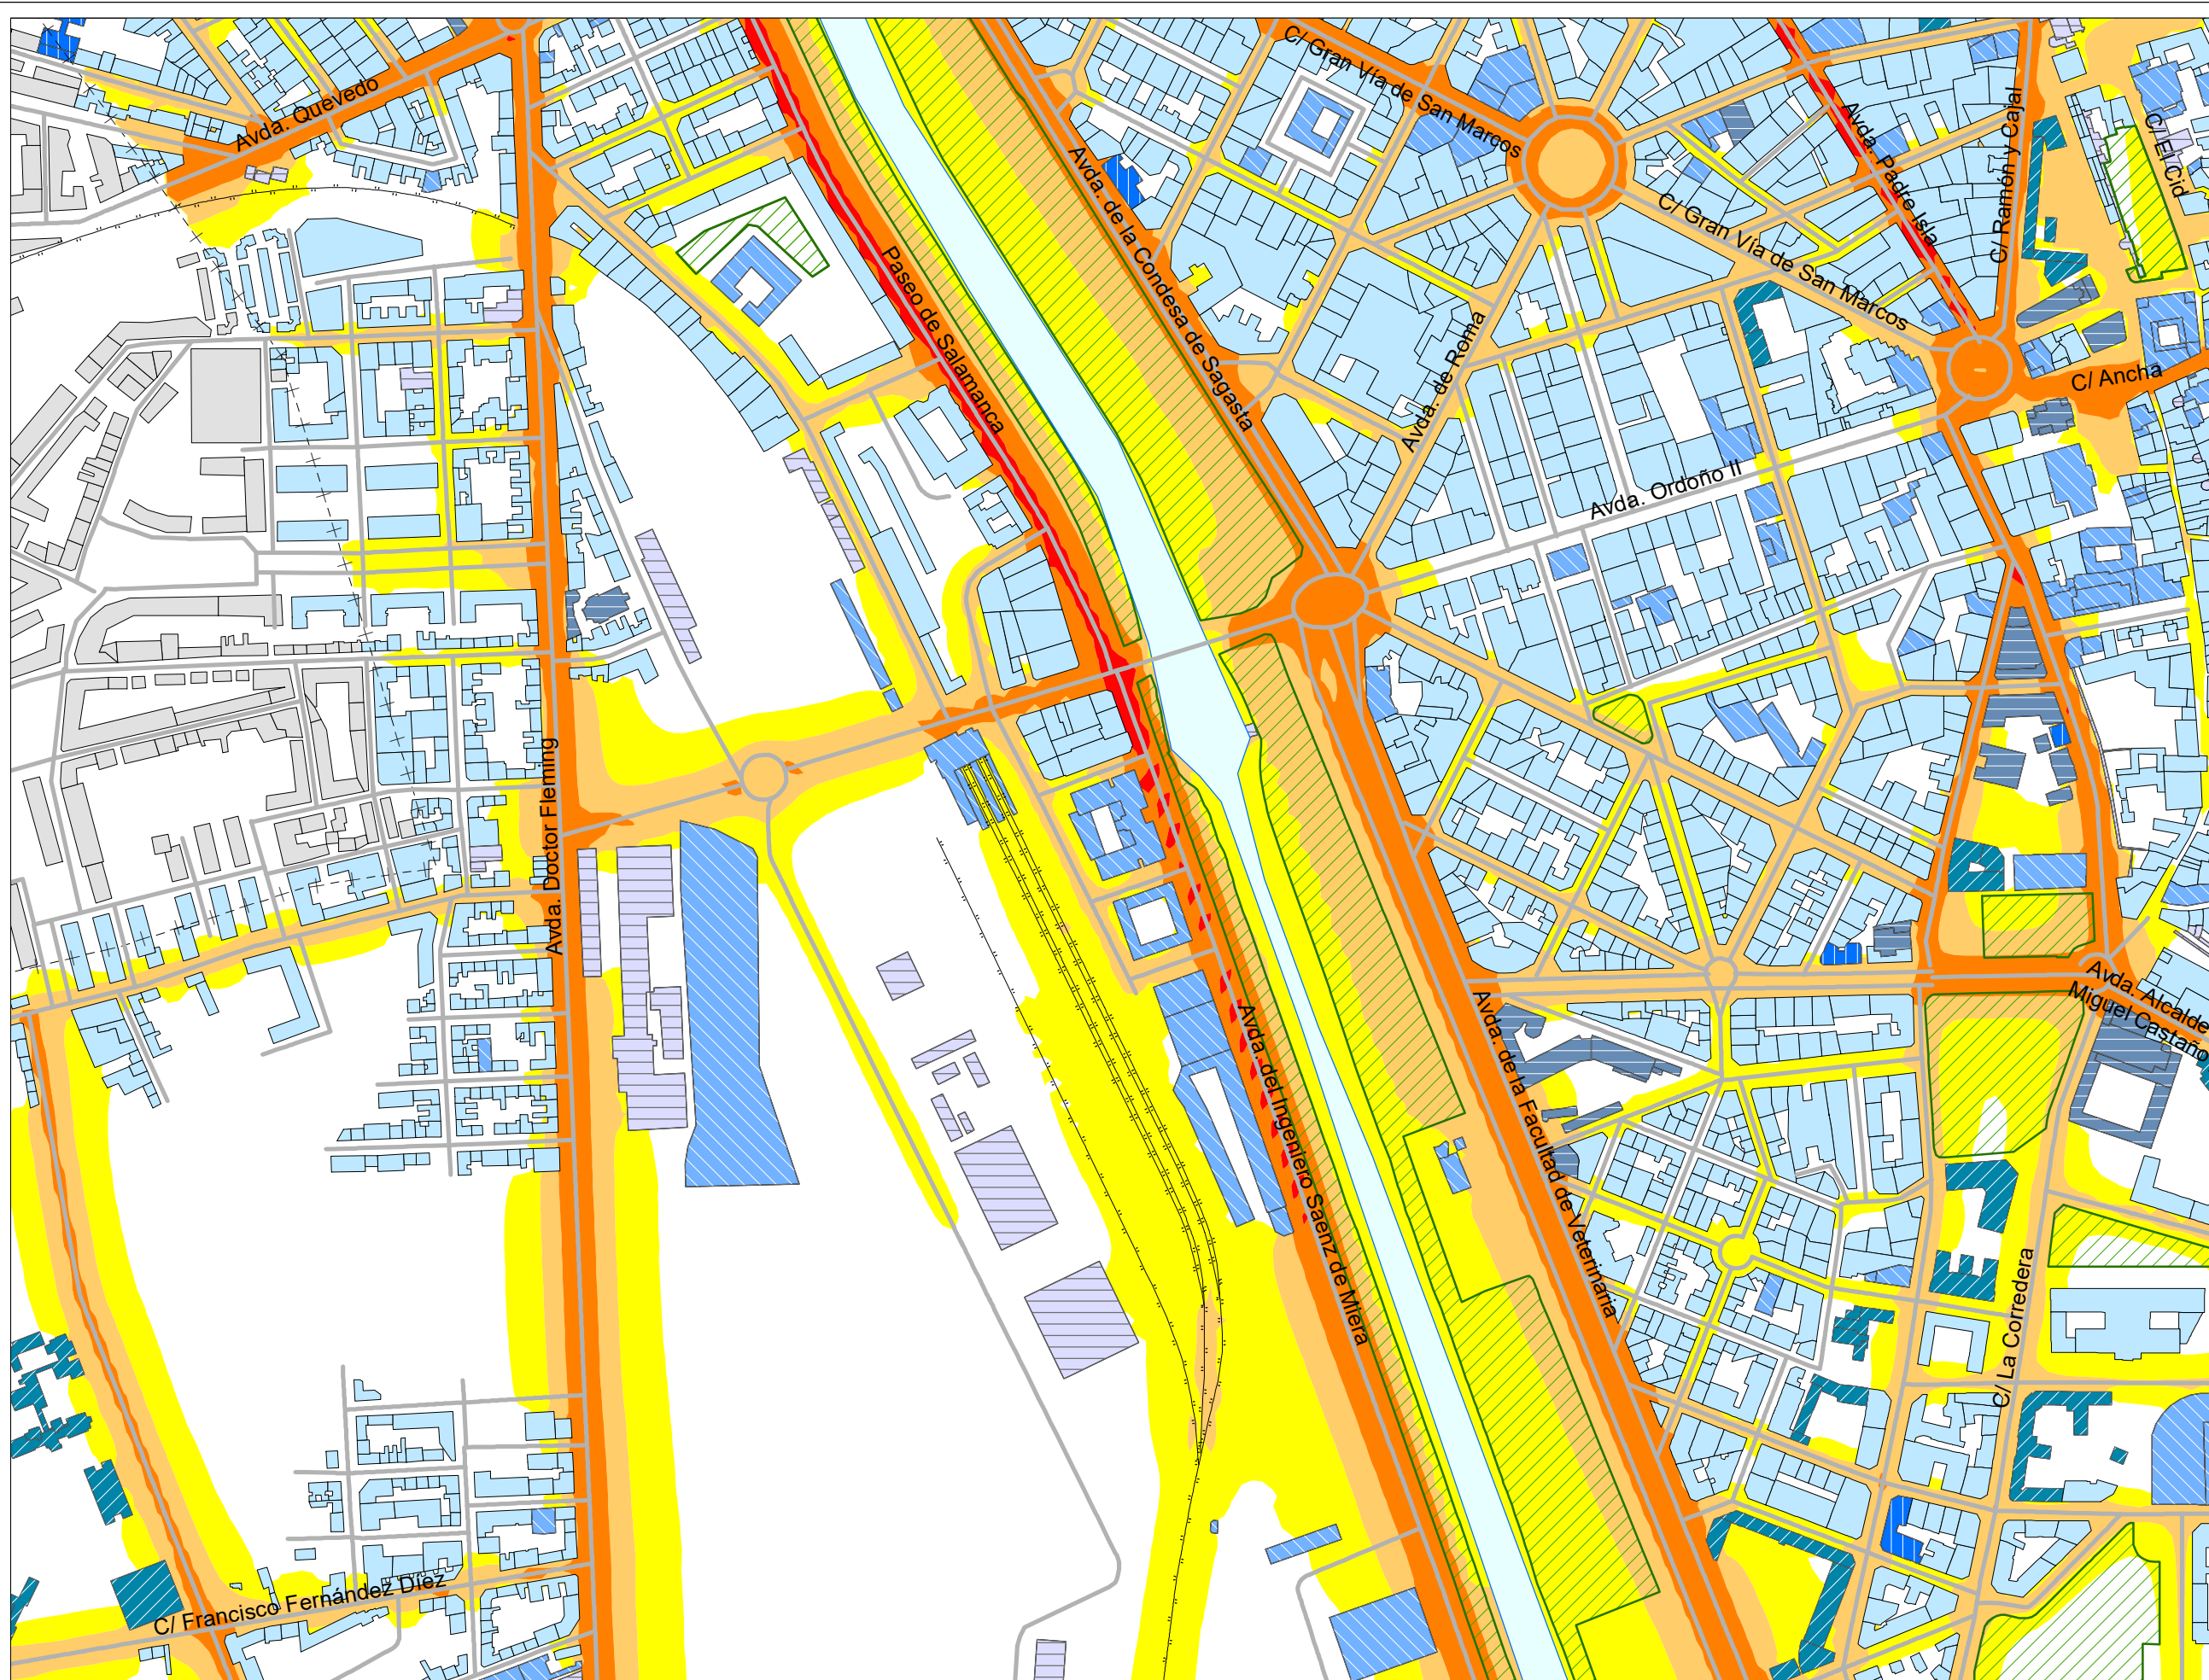 C/ Gran Vía de San Marcos
Avda. Quevedo
Avda. Padre Isla
C/ Ramón y Cajal
C/ El Cid
Avda. de la Condesa de Sagasta
C/ Gran Vía de San Marcos
Paseo de Salamanca
Avda. de Roma
C/ Ancha
Avda. Ordoño II
Avda. Doctor Fleming
Avda. Alcalde
Miguel Castaño
Avda. del Ingeniero Saenz de Miera
Avda. de la Facultad de Veterinaria
C/ La Corredera
C/ Francisco Fernández Díez